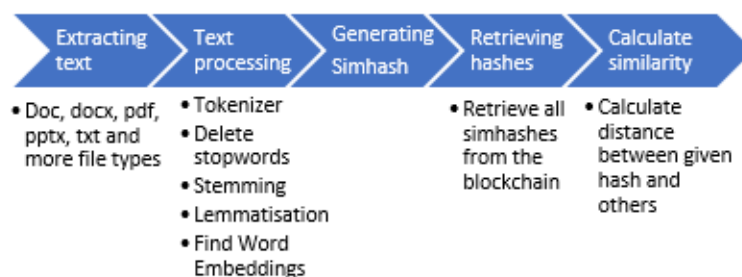 Extracting
text
Text
processing
Generating
Simhash
Retrieving
hashes
Calculate
similarity
• Doc, docx, pdf,
pptx, txt and
more file types
• Tokenizer
• Delete
stopwords
• Stemming
• Lemmatisation
• Find Word
Embeddings
• Retrieve all
simhashes
from the
blockchain
• Calculate
distance
between given
hash and
others